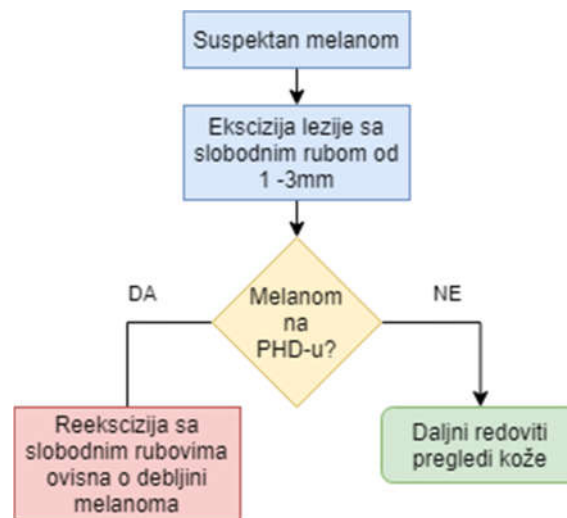 Suspektan melanom
Ekscizija lezije sa
slobodnim rubom od
1 -3mm
DA
Melanom
na
PHD-u?
NE
Reekscizija sa
slobodnim rubovima
ovisna o debljini
melanoma
Daljni redoviti
pregledi kože